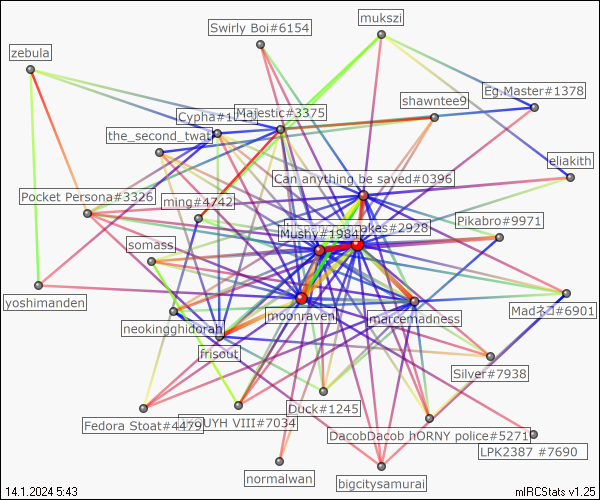 Swirly Boi#6154
mukszi
zebula
Eg.Master#1378
shawntee9
Cypha#1
Majestic#3375
the_second_twat
eliakith
Can anything be saved#0396
Pocket Persona#3326
ming#4742
Pikabro#9971
okes#2928
Mushy#1984
somass
yoshimanden
Madネコ#6901
moonraven
marcemadness
neokingghidorah
frisout
Silver#7938
Duck#1245
Fedora Stoat#4479
OUYH VIII#7034
DacobDacob hORNY police#5271
LPK2387 #7690
normalwan
bigcitysamurai
14.1.2024 5:43
mIRCStats v1.25